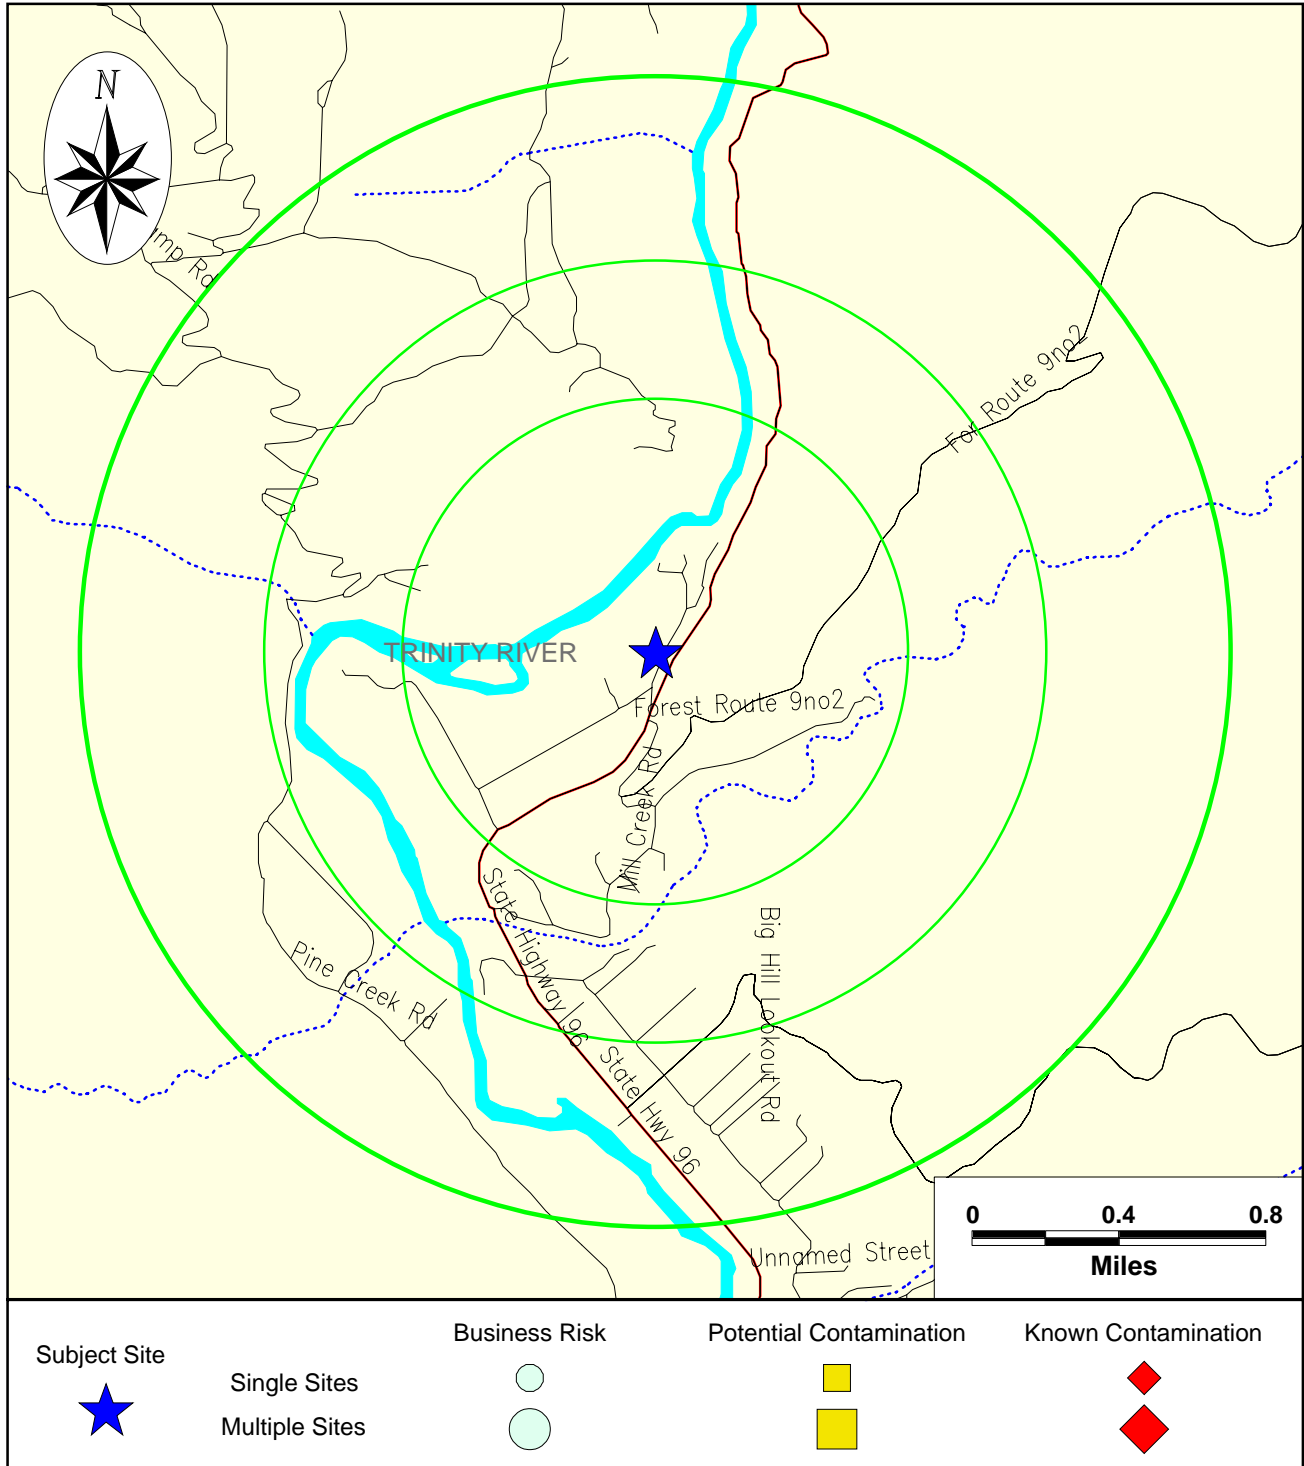 N
Rd
For Route 9no2
TRINITY RIVER
Forest Route 9no2
Mill Creek Rd
State Highway 96
Big Hill Lookout Rd
Pine Creek Rd
State Hwy 96
Unnamed Street
0 0.4 0.8
Miles
Subject Site
Business Risk
Potential Contamination
Known Contamination
Single Sites
Multiple Sites